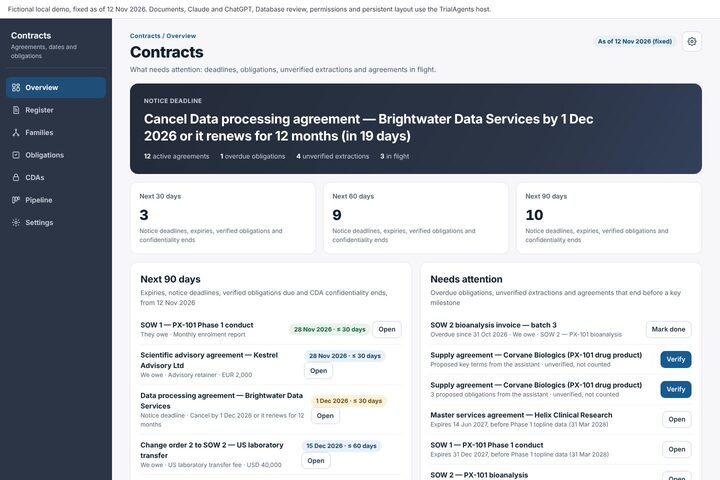 Fictional local demo, fixed as of 12 Nov 2026. Documents, Claude and ChatGPT, Database review, permissions and persistent layout use the TrialAgents host.
Contracts
Agreements, dates and
obligations
Overview
Register
Families
Obligations
CDAs
Pipeline
Settings
Contracts / Overview
Contracts
What needs attention: deadlines, obligations, unverified extractions and agreements in flight.
As of 12 Nov 2026 (fixed)
NOTICE DEADLINE
Cancel Data processing agreement — Brightwater Data Services by 1 Dec
2026 or it renews for 12 months (in 19 days)
12 active agreements 1 overdue obligations 4 unverified extractions 3 in flight
Next 30 days
3
Notice deadlines, expiries, verified obligations and
confidentiality ends
Next 60 days
9
Notice deadlines, expiries, verified obligations and
confidentiality ends
Next 90 days
10
Notice deadlines, expiries, verified obligations and
confidentiality ends
Next 90 days
Expiries, notice deadlines, verified obligations due and CDA confidentiality ends,
from 12 Nov 2026
SOW 1 — PX-101 Phase 1 conduct
They owe · Monthly enrolment report
28 Nov 2026 · ≤ 30 days
Open
Scientific advisory agreement — Kestrel
Advisory Ltd
We owe · Advisory retainer · EUR 2,000
28 Nov 2026 · ≤ 30 days
Open
Data processing agreement — Brightwater Data
Services
Notice deadline · Cancel by 1 Dec 2026 or it renews for 12
months
1 Dec 2026 · ≤ 30 days
Open
Change order 2 to SOW 2 — US laboratory
transfer
We owe · US laboratory transfer fee · USD 40,000
15 Dec 2026 · ≤ 60 days
Open
Needs attention
Overdue obligations, unverified extractions and agreements that end before a key
milestone
SOW 2 bioanalysis invoice — batch 3
Overdue since 31 Oct 2026 · We owe · SOW 2 — PX-101 bioanalysis
Mark done
Supply agreement — Corvane Biologics (PX-101 drug product)
Proposed key terms from the assistant · unverified, not counted
Verify
Supply agreement — Corvane Biologics (PX-101 drug product)
3 proposed obligations from the assistant · unverified, not counted
Verify
Master services agreement — Helix Clinical Research
Expires 14 Jun 2027, before Phase 1 topline data (31 Mar 2028)
Open
SOW 1 — PX-101 Phase 1 conduct
Expires 31 Dec 2027, before Phase 1 topline data (31 Mar 2028)
Open
SOW 2 — PX-101 bioanalysis
Open